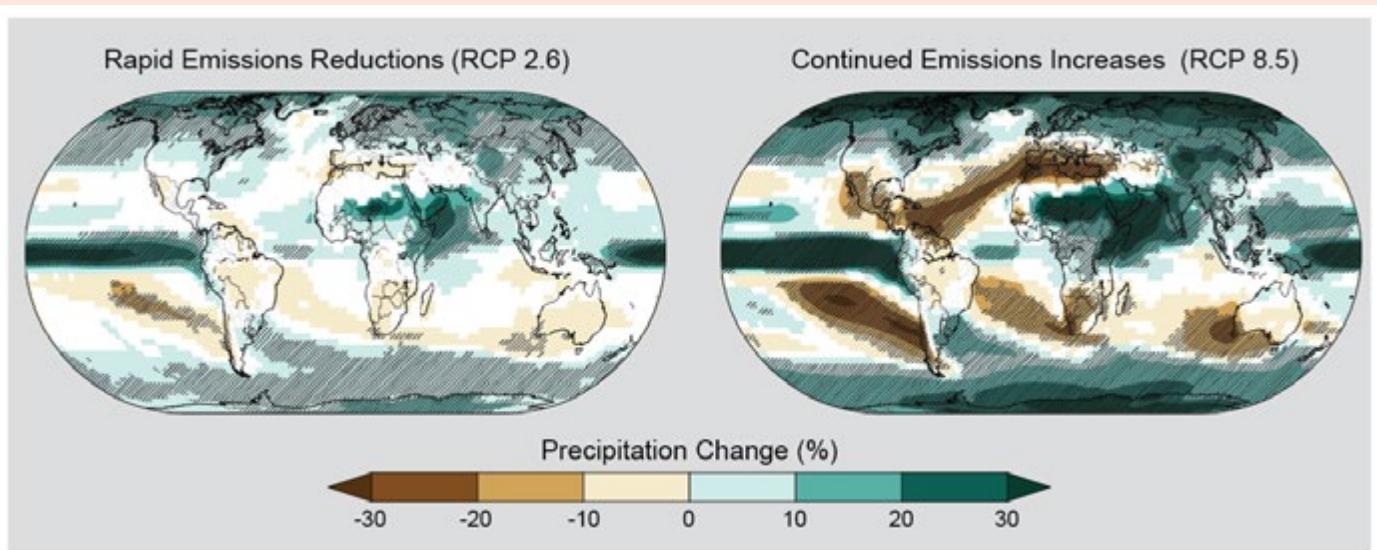 Rapid Emissions Reductions (RCP 2.6)
Continued Emissions Increases (RCP 8.5)
Precipitation Change (%)
-30 -20 -10 0 10 20 30